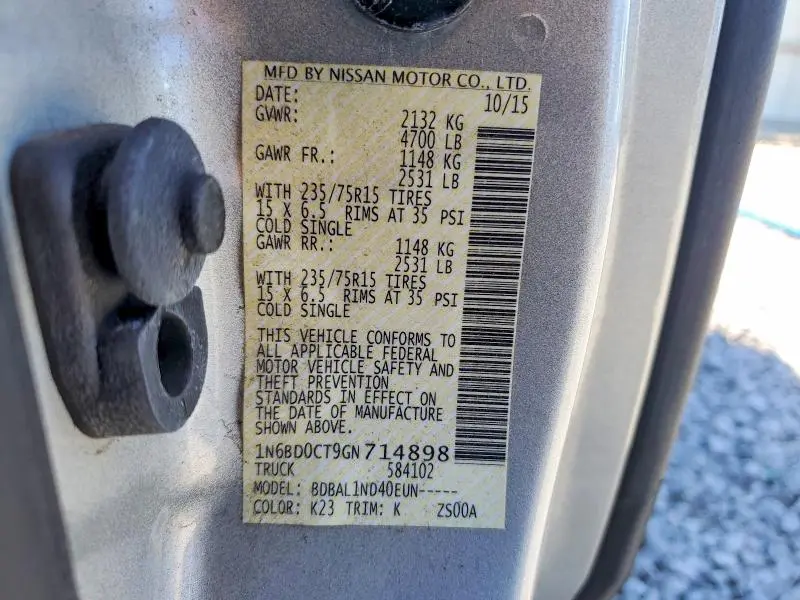 MFD BY NISSAN MOTOR CO., LTD.
DATE: 10/15
GVWR: 2132 KG
4700 LB
GAWR FR.: 1148 KG
2531 LB
WITH 235/75R15 TIRES
15 X 6.5 RIMS AT 35 PSI
COLD SINGLE
GAWR RR.: 1148 KG
2531 LB
WITH 235/75R15 TIRES
15 X 6.5 RIMS AT 35 PSI
COLD SINGLE
THIS VEHICLE CONFORMS TO
ALL APPLICABLE FEDERAL
MOTOR VEHICLE SAFETY AND
THEFT PREVENTION
STANDARDS IN EFFECT ON
THE DATE OF MANUFACTURE
SHOWN ABOVE.
1N6BD0CT9GN714898
TRUCK 584102
MODEL: BDBAL1ND40EUN-----
COLOR: K23 TRIM: K ZS00A